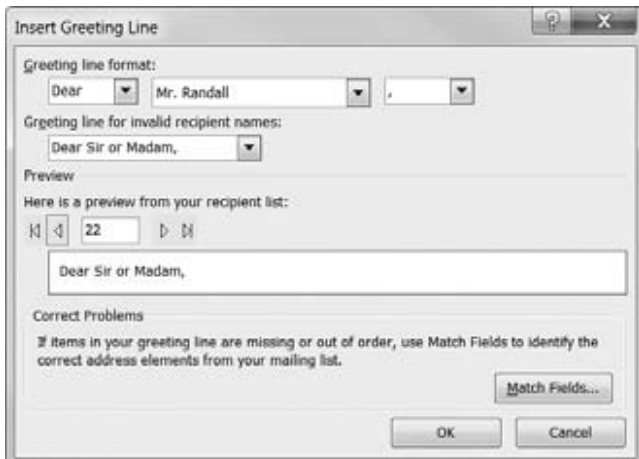 Insert Greeting Line
Greeting line format:
Dear Mr. Randall ,
Greeting line for invalid recipient names:
Dear Sir or Madam,
Preview
Here is a preview from your recipient list:
22
Dear Sir or Madam,
Correct Problems
If items in your greeting line are missing or out of order, use Match Fields to identify the
correct address elements from your mailing list.
Match Fields...
OK Cancel